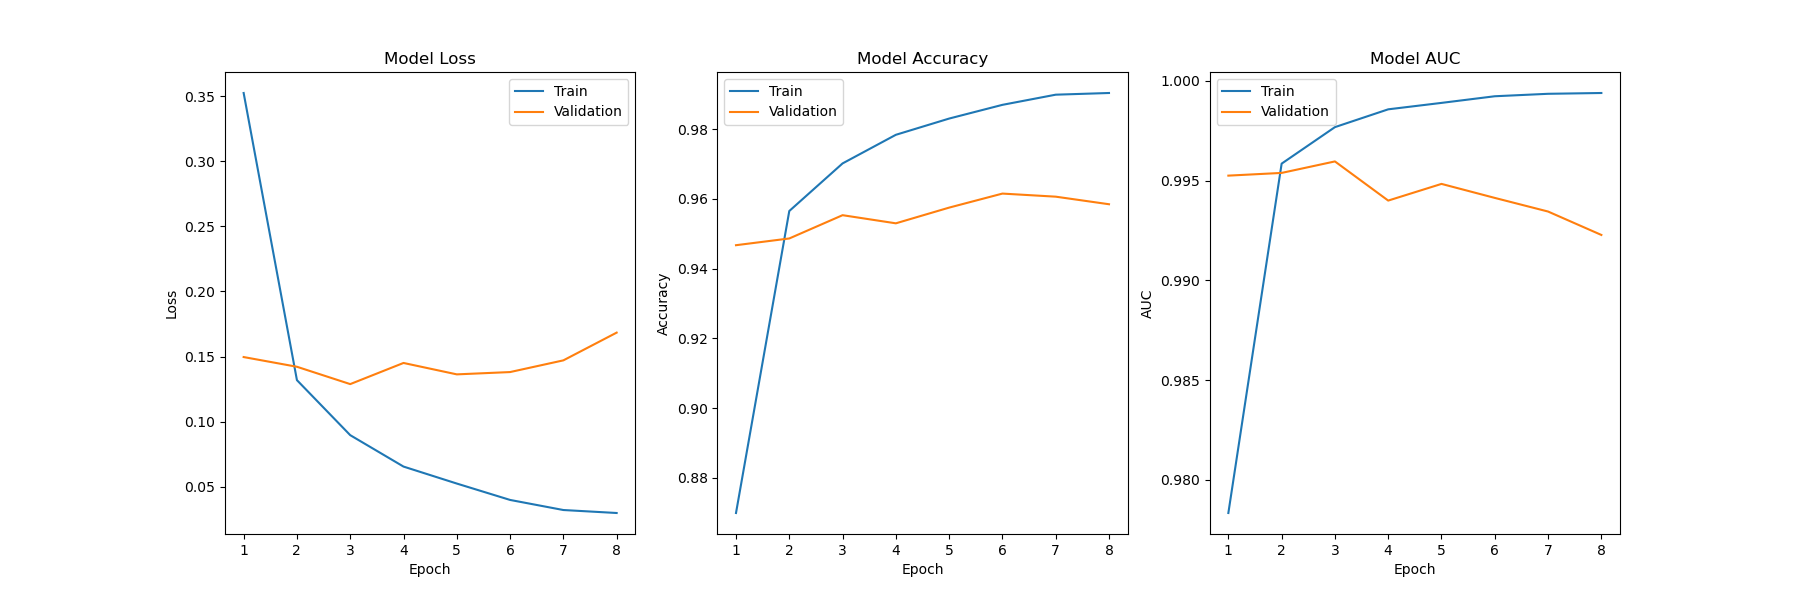 Model Loss
Train
Validation
0.35
0.30
0.25
0.20
0.15
0.10
0.05
Loss
1 2 3 4 5 6 7 8
Epoch
Model Accuracy
Train
Validation
0.98
0.96
0.94
0.92
0.90
0.88
Accuracy
1 2 3 4 5 6 7 8
Epoch
Model AUC
Train
Validation
1.000
0.995
0.990
0.985
0.980
AUC
1 2 3 4 5 6 7 8
Epoch